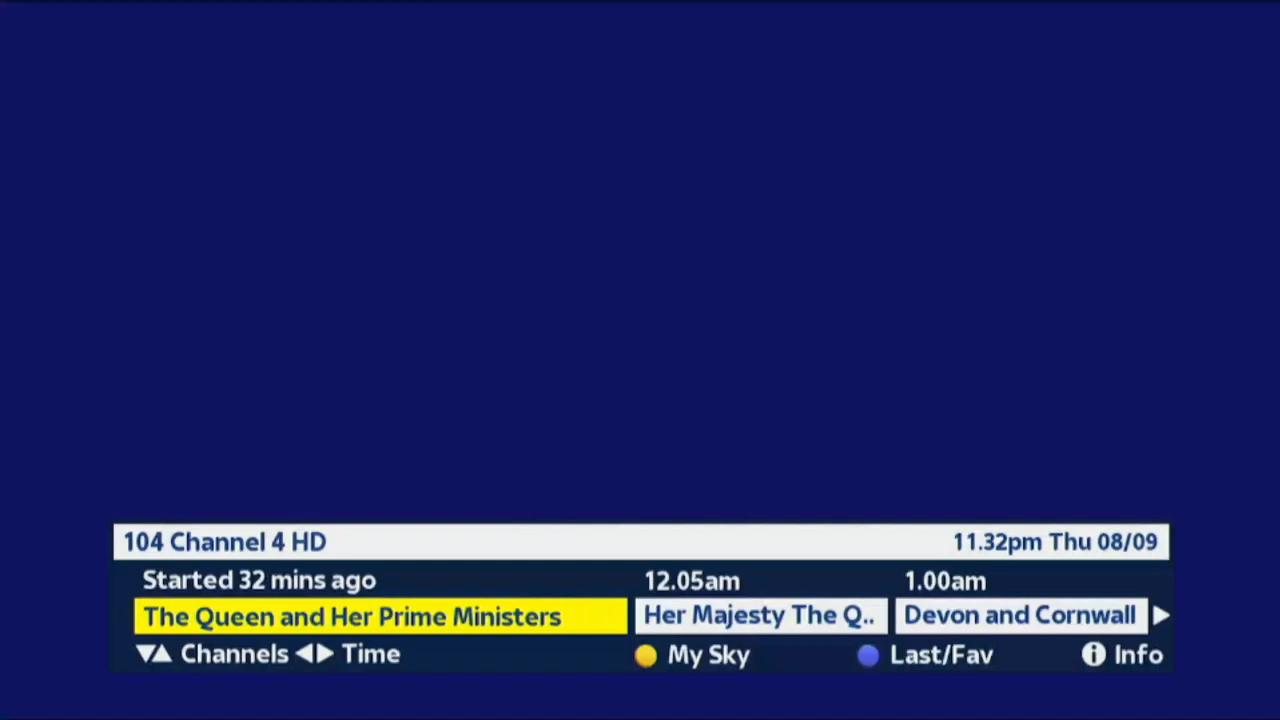 104 Channel 4 HD 11.32pm Thu 08/09
Started 32 mins ago 12.05am 1.00am
The Queen and Her Prime Ministers Her Majesty The Q.. Devon and Cornwall
Channels Time My Sky Last/Fav i Info